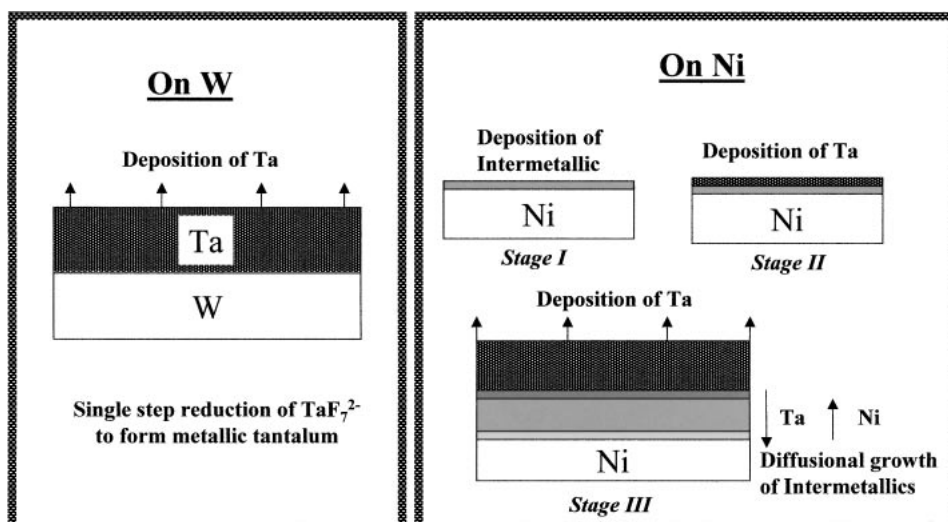 On W
Deposition of Ta
Ta
W
Single step reduction of TaF₇²⁻
to form metallic tantalum
On Ni
Deposition of
Intermetallic
Ni
Stage I
Deposition of Ta
Ni
Stage II
Deposition of Ta
Ta
Ni
Diffusional growth
of Intermetallics
Ni
Stage III